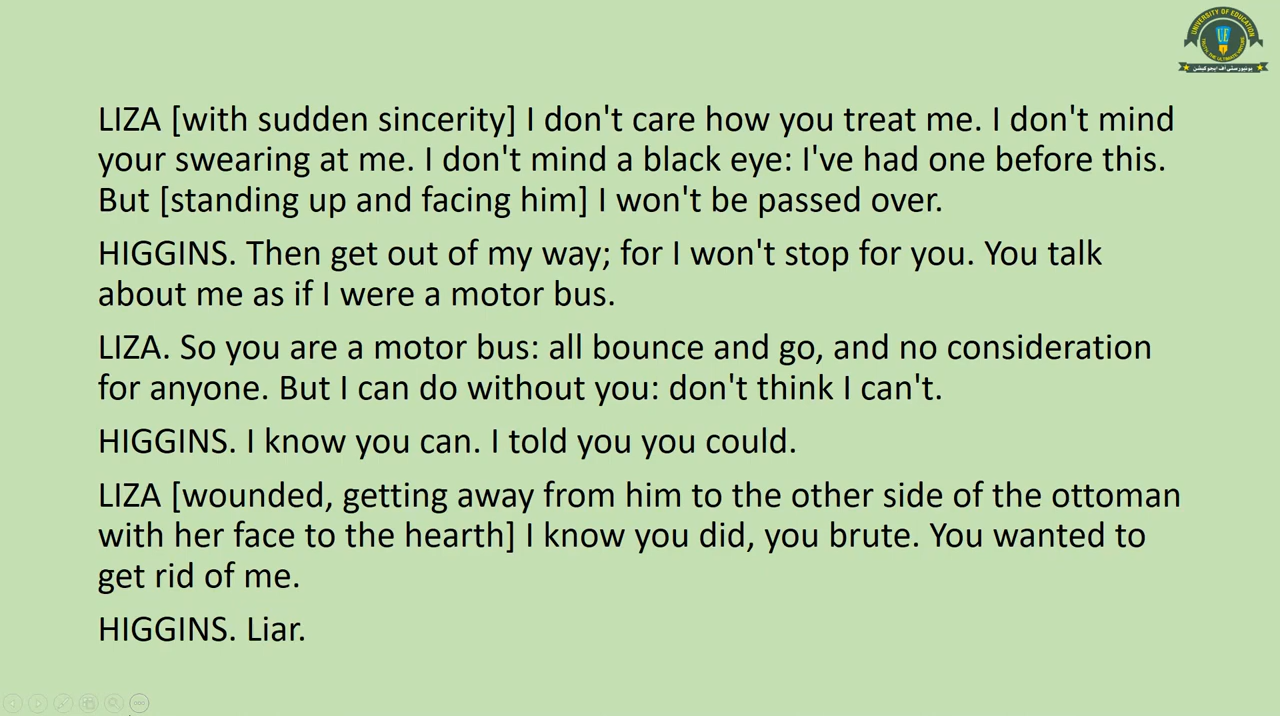 UNIVERSITY OF EDUCATION
UE
یونیورسٹی آف ایجوکیشن
LIZA [with sudden sincerity] I don't care how you treat me. I don't mind
your swearing at me. I don't mind a black eye: I've had one before this.
But [standing up and facing him] I won't be passed over.
HIGGINS. Then get out of my way; for I won't stop for you. You talk
about me as if I were a motor bus.
LIZA. So you are a motor bus: all bounce and go, and no consideration
for anyone. But I can do without you: don't think I can't.
HIGGINS. I know you can. I told you you could.
LIZA [wounded, getting away from him to the other side of the ottoman
with her face to the hearth] I know you did, you brute. You wanted to
get rid of me.
HIGGINS. Liar.